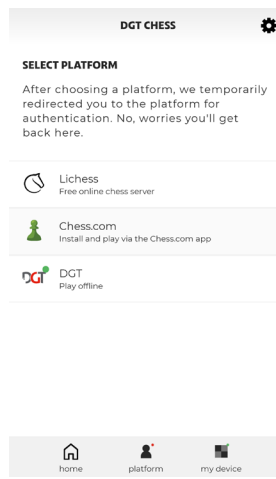 DGT CHESS
SELECT PLATFORM
After choosing a platform, we temporarily
redirected you to the platform for
authentication. No, worries you'll get
back here.
Lichess
Free online chess server
Chess.com
Install and play via the Chess.com app
DGT
DGT
Play offline
home
platform
my device